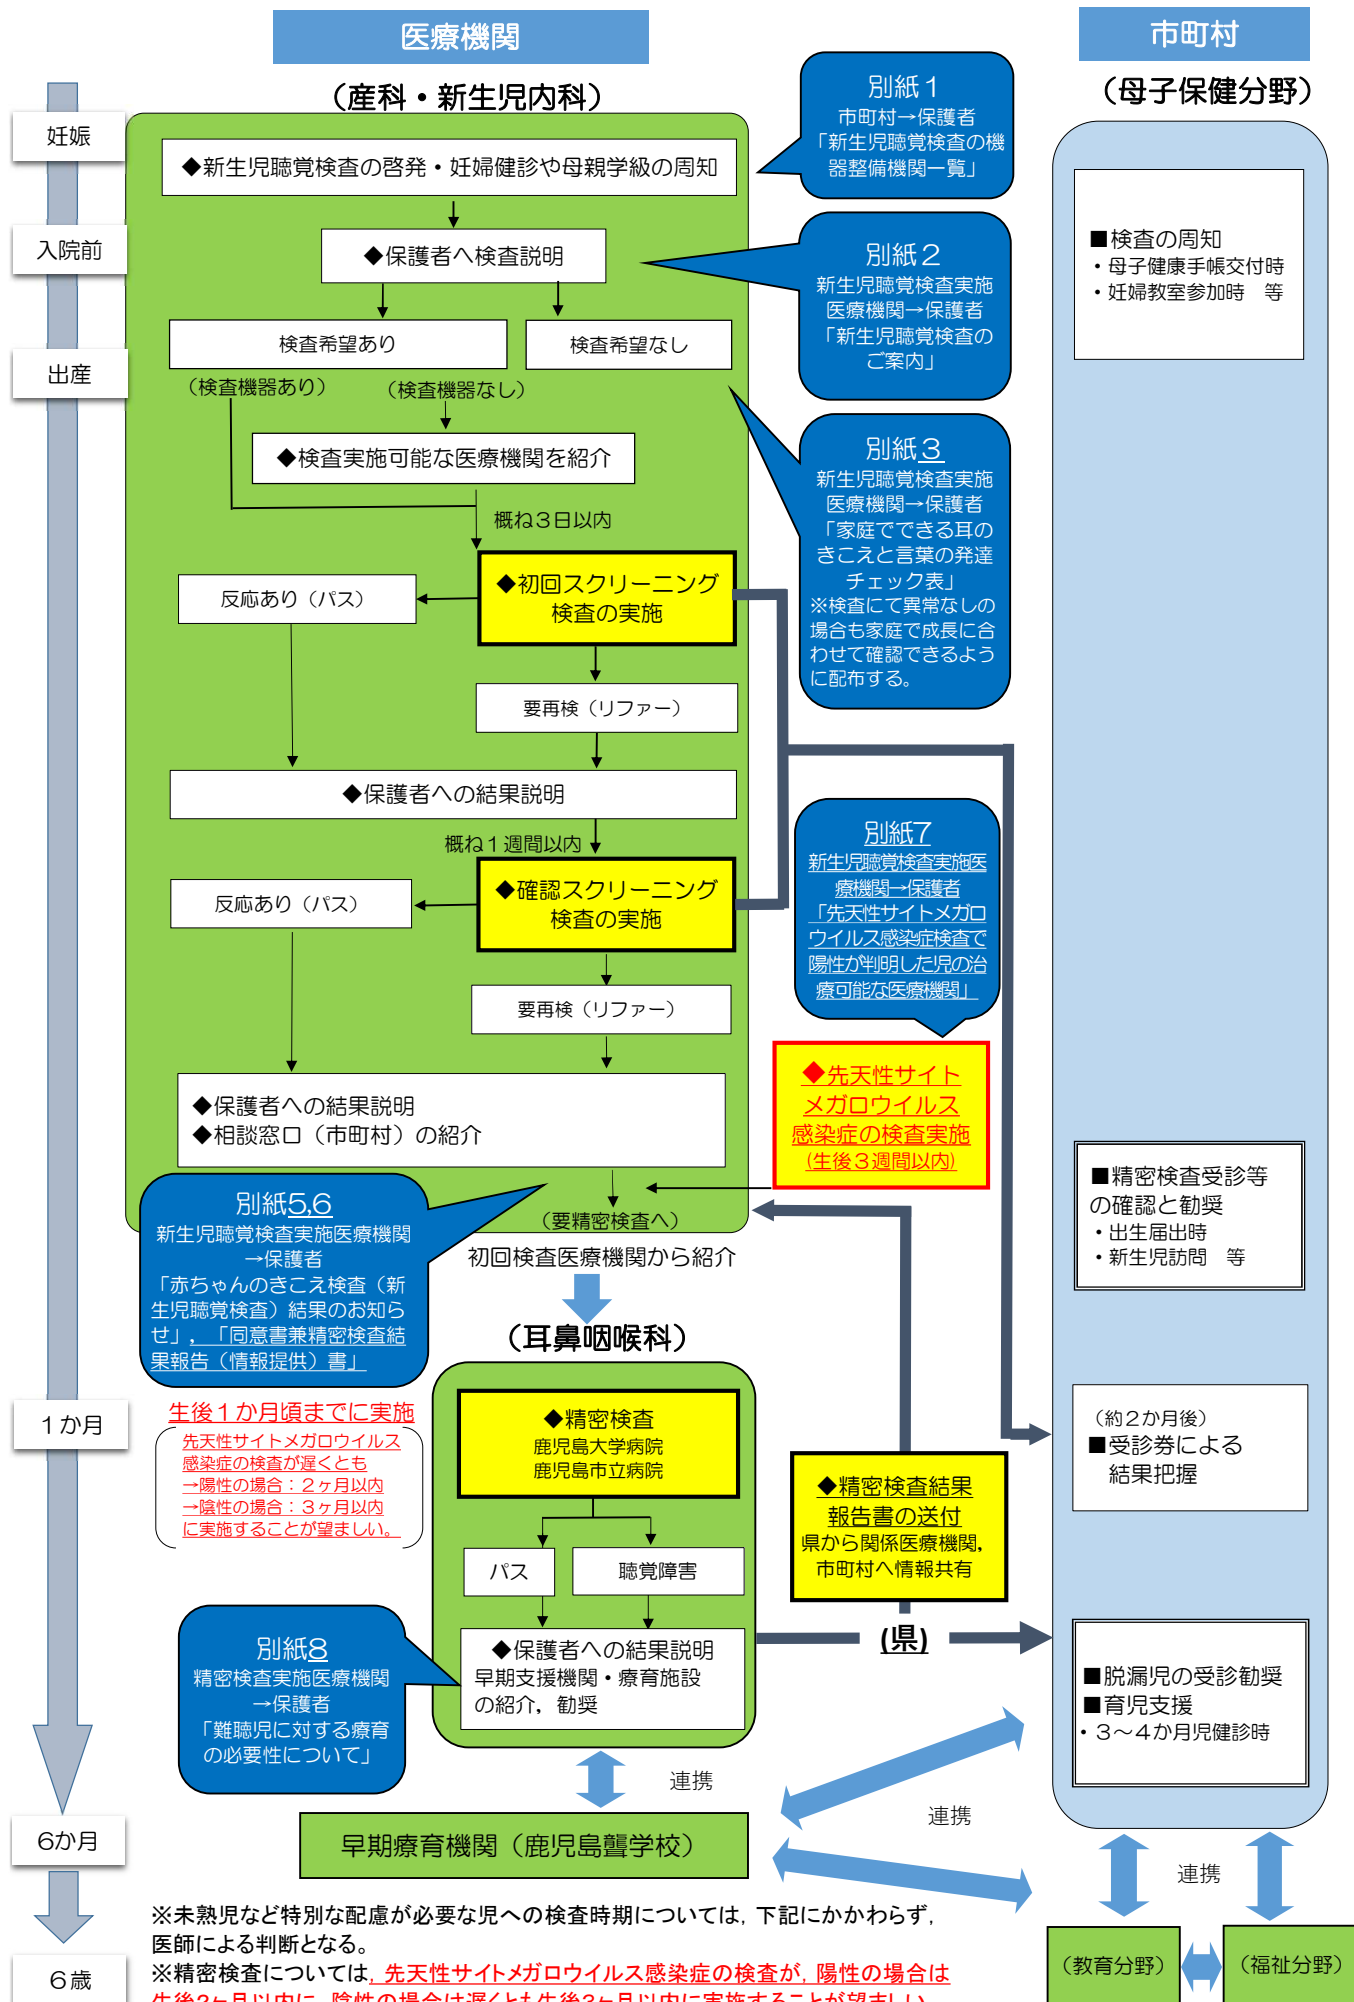 医療機関
市町村
（産科・新生児内科）
（母子保健分野）
妊娠
入院前
出産
1か月
6か月
6歳
◆新生児聴覚検査の啓発・妊婦健診や母親学級の周知
◆保護者へ検査説明
検査希望あり
検査希望なし
（検査機器あり）
（検査機器なし）
◆検査実施可能な医療機関を紹介
概ね3日以内
◆初回スクリーニング
検査の実施
反応あり（パス）
要再検（リファー）
◆保護者への結果説明
概ね1週間以内
◆確認スクリーニング
検査の実施
反応あり（パス）
要再検（リファー）
◆保護者への結果説明
◆相談窓口（市町村）の紹介
（要精密検査へ）
初回検査医療機関から紹介
別紙1
市町村→保護者
「新生児聴覚検査の機
器整備機関一覧」
別紙2
新生児聴覚検査実施
医療機関→保護者
「新生児聴覚検査の
ご案内」
別紙3
新生児聴覚検査実施
医療機関→保護者
「家庭でできる耳の
きこえと言葉の発達
チェック表」
※検査にて異常なしの
場合も家庭で成長に合
わせて確認できるよう
に配布する。
別紙7
新生児聴覚検査実施医
療機関→保護者
「先天性サイトメガロ
ウイルス感染症検査で
陽性が判明した児の治
療可能な医療機関」
◆先天性サイト
メガロウイルス
感染症の検査実施
(生後3週間以内)
別紙5,6
新生児聴覚検査実施医療機関
→保護者
「赤ちゃんのきこえ検査（新
生児聴覚検査）結果のお知ら
せ」，「同意書兼精密検査結
果報告（情報提供）書」
（耳鼻咽喉科）
◆精密検査
鹿児島大学病院
鹿児島市立病院
パス
聴覚障害
◆保護者への結果説明
早期支援機関・療育施設
の紹介，勧奨
生後1か月頃までに実施
先天性サイトメガロウイルス
感染症の検査が遅くとも
→陽性の場合：2ヶ月以内
→陰性の場合：3ヶ月以内
に実施することが望ましい。
別紙8
精密検査実施医療機関
→保護者
「難聴児に対する療育
の必要性について」
◆精密検査結果
報告書の送付
県から関係医療機関，
市町村へ情報共有
(県)
■検査の周知
・母子健康手帳交付時
・妊婦教室参加時　等
■精密検査受診等
の確認と勧奨
・出生届出時
・新生児訪問　等
（約2か月後）
■受診券による
結果把握
■脱漏児の受診勧奨
■育児支援
・3～4か月児健診時
連携
連携
連携
早期療育機関（鹿児島聾学校）
（教育分野）
（福祉分野）
※未熟児など特別な配慮が必要な児への検査時期については，下記にかかわらず，
医師による判断となる。
※精密検査については，先天性サイトメガロウイルス感染症の検査が，陽性の場合は
生後2ヶ月以内に，陰性の場合は遅くとも生後3ヶ月以内に実施することが望ましい